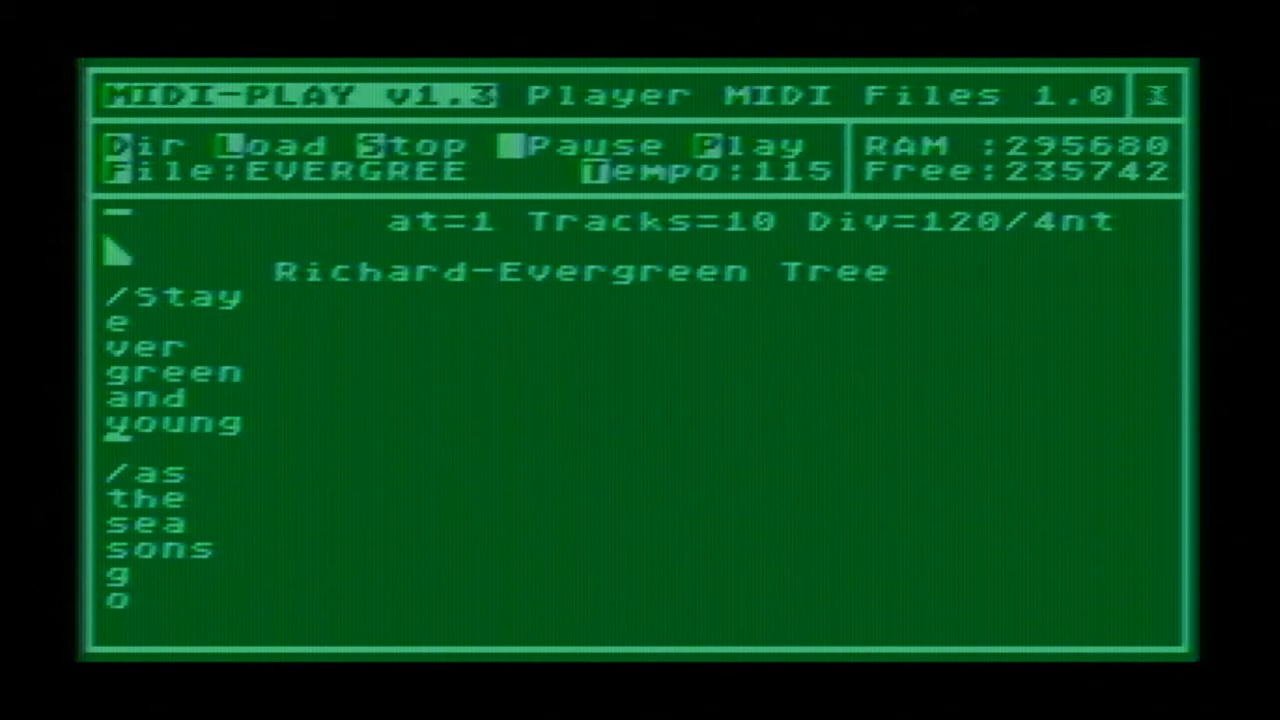 MIDI-PLAY v1.3 Player MIDI Files 1.0
Dir Load Stop Pause Play RAM :295680
File:EVERGREE Tempo:115 Free:235742
at=1 Tracks=10 Div=120/4nt
Richard-Evergreen Tree
/Stay
e
ver
green
and
young
/as
the
sea
sons
g
o